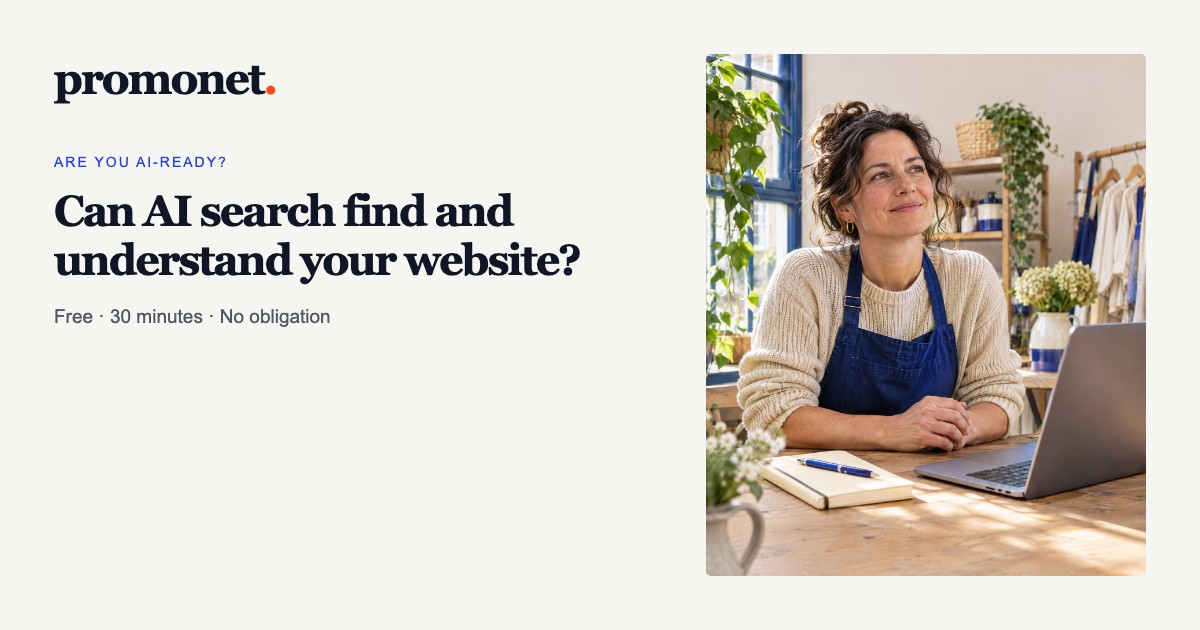 promonet.
ARE YOU AI-READY?
Can AI search find and
understand your website?
Free · 30 minutes · No obligation